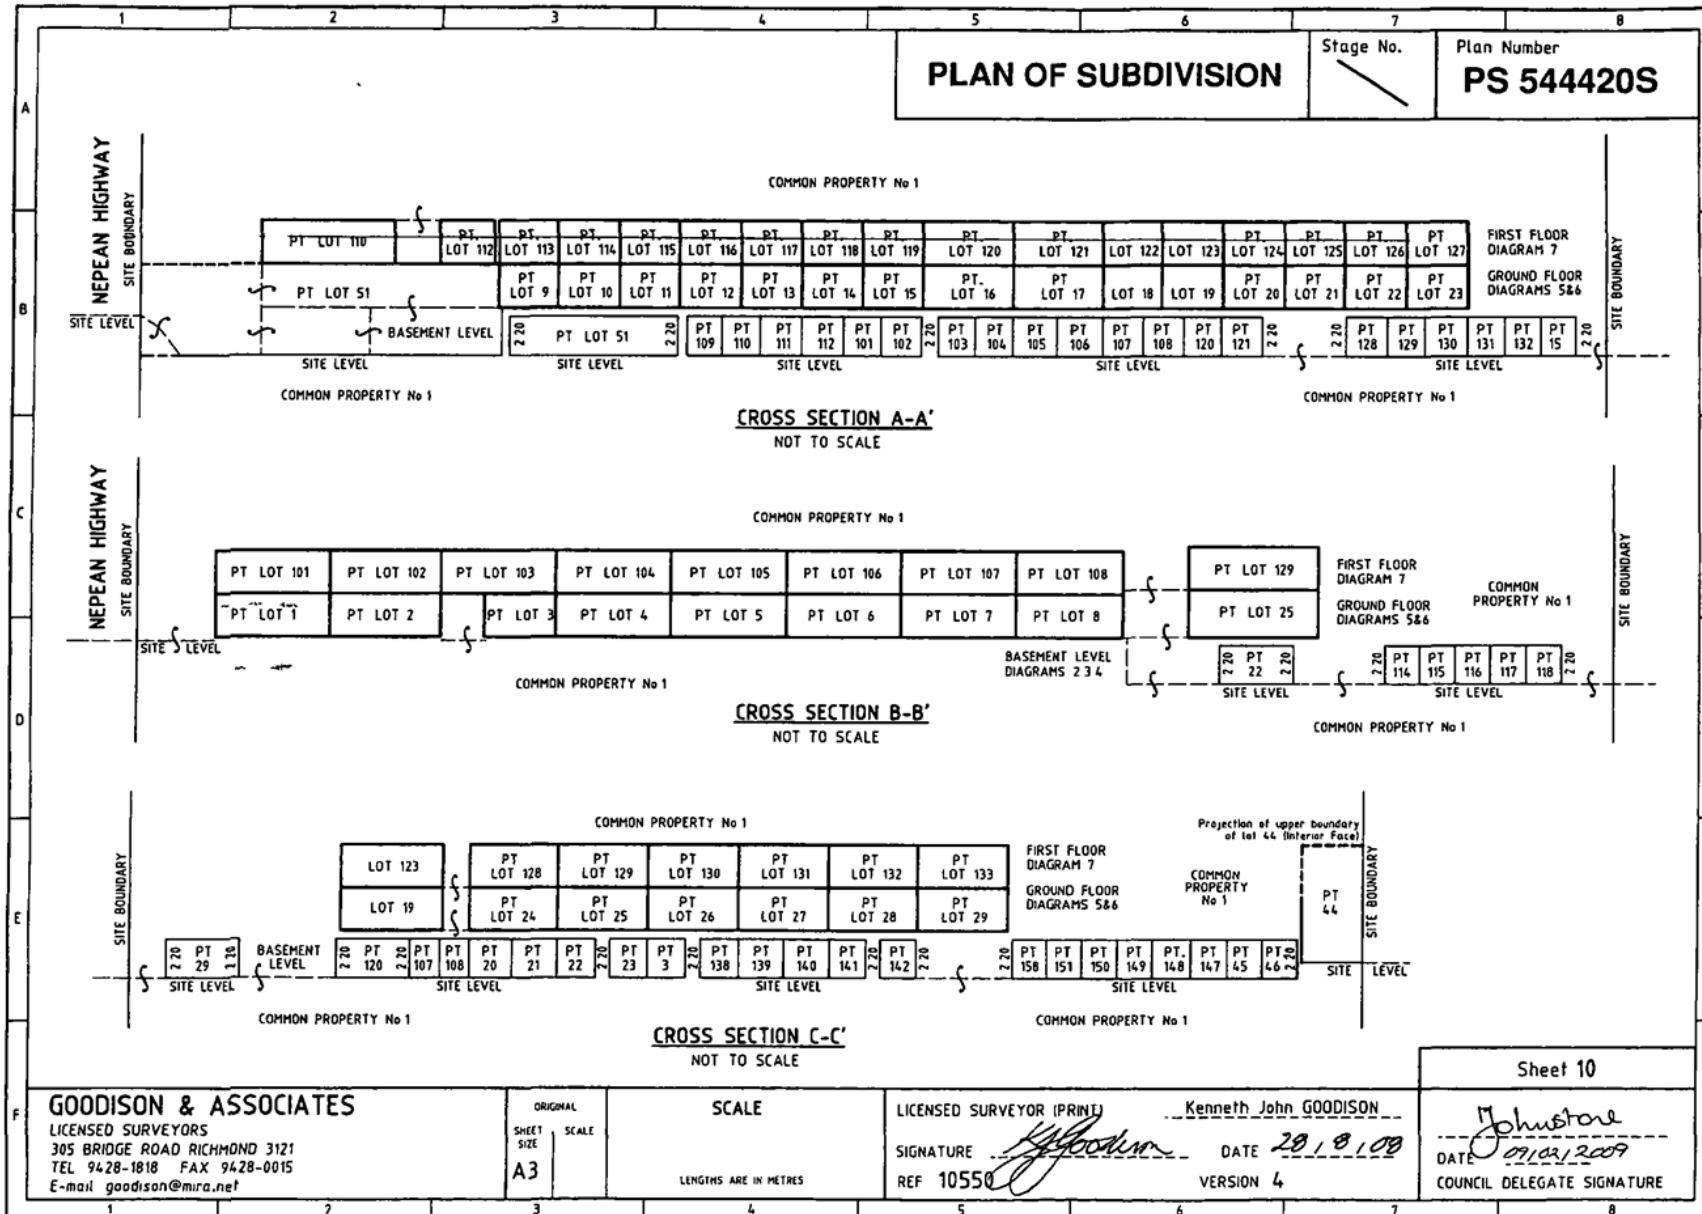 1 2 3 4 5 6 7 8
PLAN OF SUBDIVISION
Stage No.
Plan Number
PS 544420S
A
B
C
D
E
F
NEPEAN HIGHWAY
SITE BOUNDARY
COMMON PROPERTY No 1
PT LOT 110
PT. LOT 112
PT. LOT 113
PT. LOT 114
PT. LOT 115
PT. LOT 116
PT. LOT 117
PT. LOT 118
PT. LOT 119
PT. LOT 120
PT LOT 121
LOT 122
LOT 123
PT LOT 124
PT LOT 125
PT LOT 126
PT LOT 127
FIRST FLOOR
DIAGRAM 7
PT LOT 51
PT LOT 9
PT LOT 10
PT LOT 11
PT LOT 12
PT LOT 13
PT LOT 14
PT LOT 15
PT. LOT 16
PT LOT 17
LOT 18
LOT 19
PT LOT 20
PT LOT 21
PT LOT 22
PT LOT 23
GROUND FLOOR
DIAGRAMS 5&6
SITE BOUNDARY
SITE LEVEL
BASEMENT LEVEL
2 20
PT LOT 51
2 20
PT 109
PT 110
PT 111
PT 112
PT 101
PT 102
2 20
PT 103
PT 104
PT 105
PT 106
PT 107
PT 108
PT 120
PT 121
2 20
2 20
PT 128
PT 129
PT 130
PT 131
PT 132
PT 15
2 20
SITE LEVEL
SITE LEVEL
SITE LEVEL
SITE LEVEL
SITE LEVEL
COMMON PROPERTY No 1
COMMON PROPERTY No 1
CROSS SECTION A-A'
NOT TO SCALE
NEPEAN HIGHWAY
SITE BOUNDARY
COMMON PROPERTY No 1
PT LOT 101
PT LOT 102
PT LOT 103
PT LOT 104
PT LOT 105
PT LOT 106
PT LOT 107
PT LOT 108
PT LOT 129
FIRST FLOOR
DIAGRAM 7
COMMON
PROPERTY No 1
PT LOT 1
PT LOT 2
PT LOT 3
PT LOT 4
PT LOT 5
PT LOT 6
PT LOT 7
PT LOT 8
PT LOT 25
GROUND FLOOR
DIAGRAMS 5&6
SITE BOUNDARY
SITE LEVEL
COMMON PROPERTY No 1
BASEMENT LEVEL
DIAGRAMS 2 3 4
2 20
PT 22
2 20
2 20
PT 114
PT 115
PT 116
PT 117
PT 118
2 20
SITE LEVEL
SITE LEVEL
COMMON PROPERTY No 1
CROSS SECTION B-B'
NOT TO SCALE
SITE BOUNDARY
COMMON PROPERTY No 1
Projection of upper boundary
of lot 44 (Interior Face)
LOT 123
PT LOT 128
PT LOT 129
PT LOT 130
PT LOT 131
PT LOT 132
PT LOT 133
FIRST FLOOR
DIAGRAM 7
COMMON
PROPERTY
No 1
LOT 19
PT LOT 24
PT LOT 25
PT LOT 26
PT LOT 27
PT LOT 28
PT LOT 29
GROUND FLOOR
DIAGRAMS 5&6
PT
44
SITE BOUNDARY
2 20
PT 29
BASEMENT
LEVEL
2 20
PT 120
2 20
PT 107
PT 108
PT 20
PT 21
PT 22
2 20
PT 23
PT 3
2 20
PT 138
PT 139
PT 140
PT 141
PT 142
2 20
2 20
PT 158
PT 151
PT 150
PT 149
PT. 148
PT 147
PT 45
PT 46
2 20
SITE LEVEL
SITE LEVEL
SITE LEVEL
SITE LEVEL
SITE LEVEL
COMMON PROPERTY No 1
COMMON PROPERTY No 1
CROSS SECTION C-C'
NOT TO SCALE
Sheet 10
GOODISON & ASSOCIATES
LICENSED SURVEYORS
305 BRIDGE ROAD RICHMOND 3121
TEL 9428-1818 FAX 9428-0015
E-mail goodison@mira.net
ORIGINAL
SHEET SIZE
SCALE
A3
SCALE
LENGTHS ARE IN METRES
LICENSED SURVEYOR (PRINT) Kenneth John GOODISON
SIGNATURE KJGoodison DATE 28/8/08
REF 10550 VERSION 4
Johnstone
DATE 09/02/2009
COUNCIL DELEGATE SIGNATURE
1 2 3 4 5 6 7 8